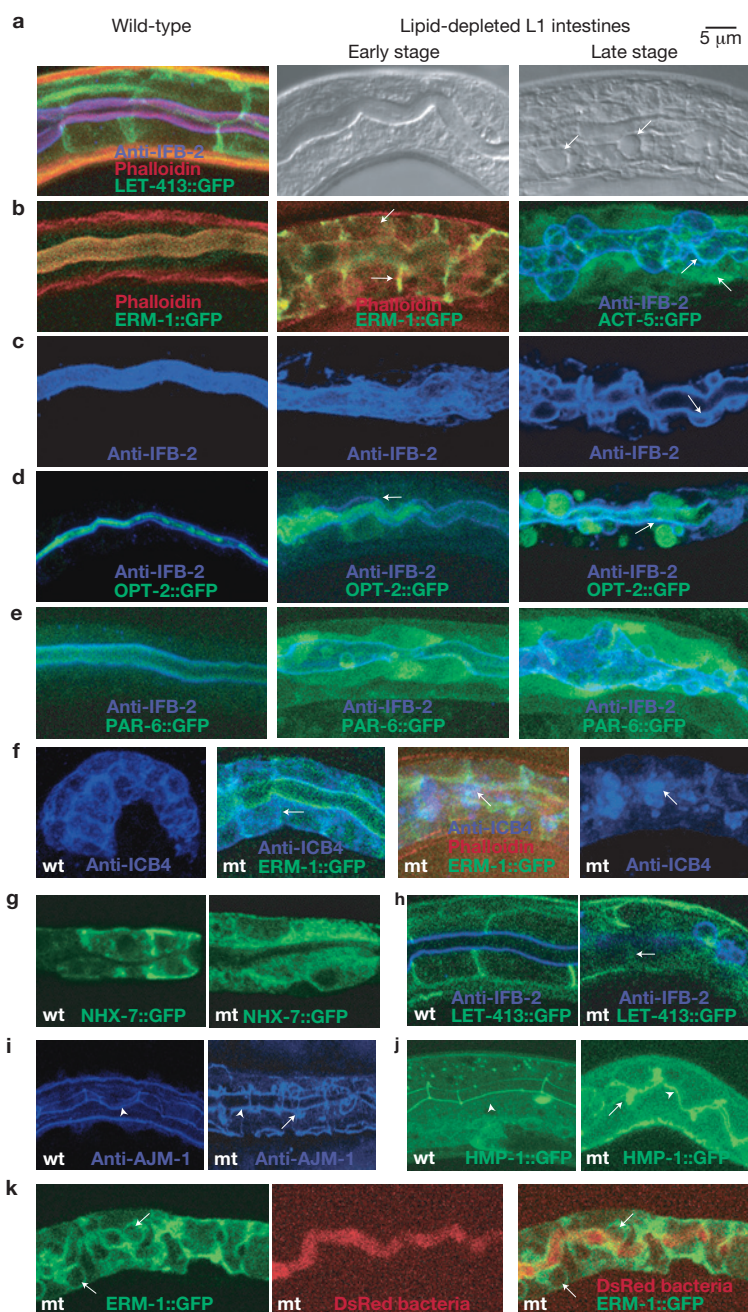 a
Wild-type
Lipid-depleted L1 intestines
Early stage
Late stage
5 μm
Anti-IFB-2
Phalloidin
LET-413::GFP
b
Phalloidin
ERM-1::GFP
Phalloidin
ERM-1::GFP
Anti-IFB-2
ACT-5::GFP
c
Anti-IFB-2
Anti-IFB-2
Anti-IFB-2
d
Anti-IFB-2
OPT-2::GFP
Anti-IFB-2
OPT-2::GFP
Anti-IFB-2
OPT-2::GFP
e
Anti-IFB-2
PAR-6::GFP
Anti-IFB-2
PAR-6::GFP
Anti-IFB-2
PAR-6::GFP
f
wt Anti-ICB4
Anti-ICB4
mt ERM-1::GFP
Anti-ICB4
Phalloidin
mt ERM-1::GFP
mt Anti-ICB4
g
wt NHX-7::GFP
mt NHX-7::GFP
h
Anti-IFB-2
wt LET-413::GFP
Anti-IFB-2
mt LET-413::GFP
i
wt Anti-AJM-1
mt Anti-AJM-1
j
wt HMP-1::GFP
mt HMP-1::GFP
k
mt ERM-1::GFP
mt DsRed bacteria
DsRed bacteria
mt ERM-1::GFP